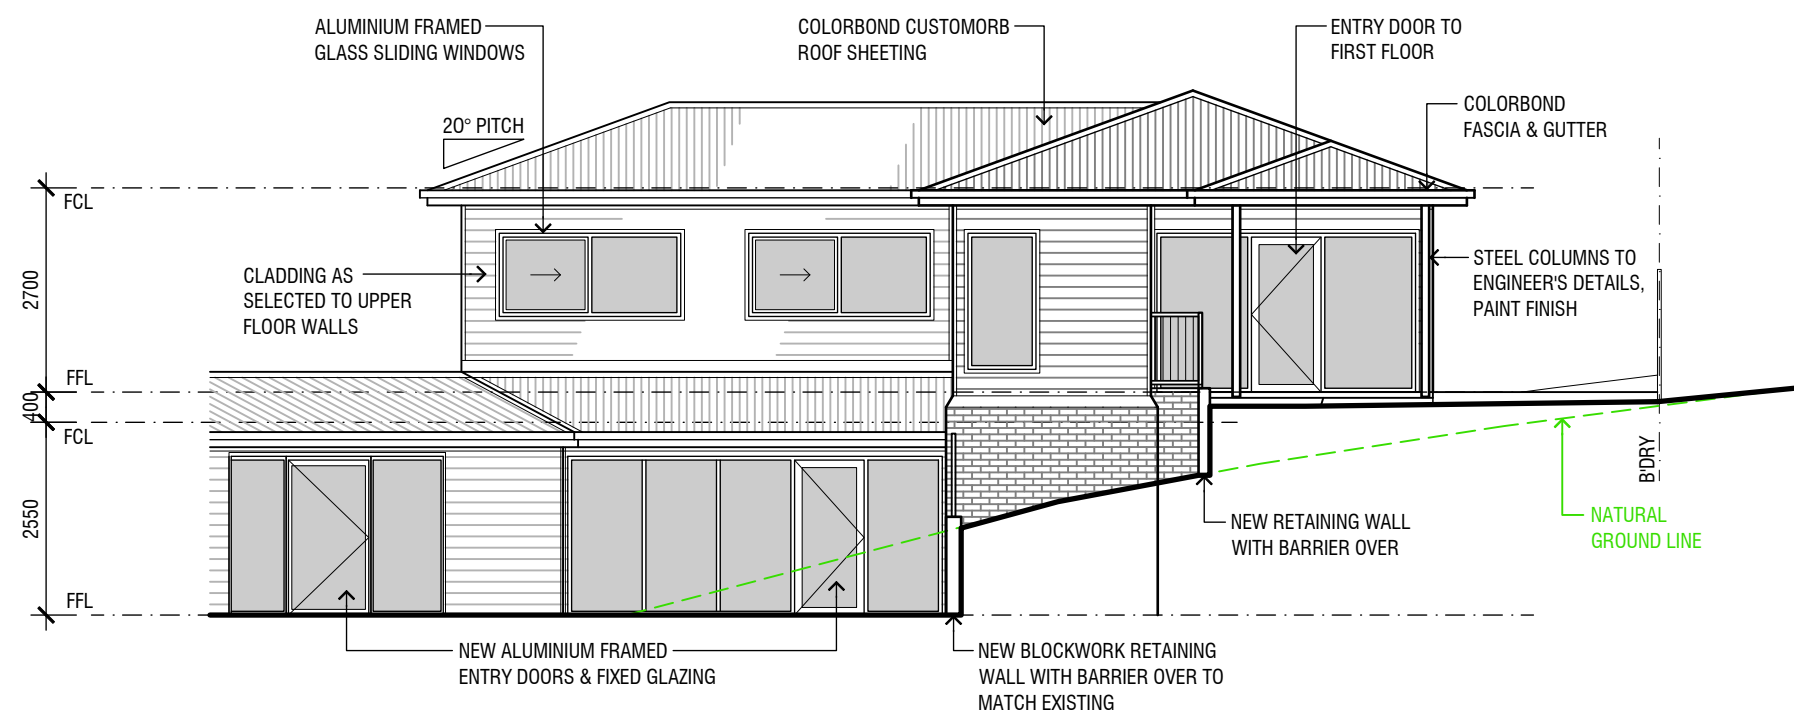 ALUMINIUM FRAMED
GLASS SLIDING WINDOWS
COLORBOND CUSTOMORB
ROOF SHEETING
ENTRY DOOR TO
FIRST FLOOR
COLORBOND
FASCIA & GUTTER
20° PITCH
FCL
2700
CLADDING AS
SELECTED TO UPPER
FLOOR WALLS
STEEL COLUMNS TO
ENGINEER'S DETAILS,
PAINT FINISH
FFL
400
FCL
2550
FFL
B'DRY
NEW RETAINING WALL
WITH BARRIER OVER
NATURAL
GROUND LINE
NEW ALUMINIUM FRAMED
ENTRY DOORS & FIXED GLAZING
NEW BLOCKWORK RETAINING
WALL WITH BARRIER OVER TO
MATCH EXISTING